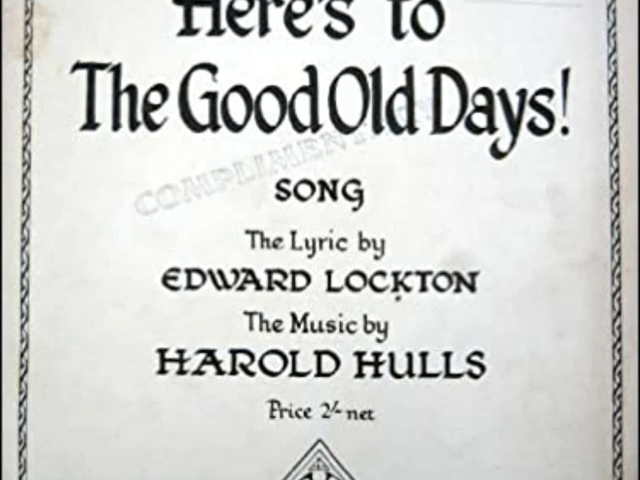 Here's to
The Good Old Days!
COMPLIMENTARY
SONG
The Lyric by
EDWARD LOCKTON
The Music by
HAROLD HULLS
Price 2/- net